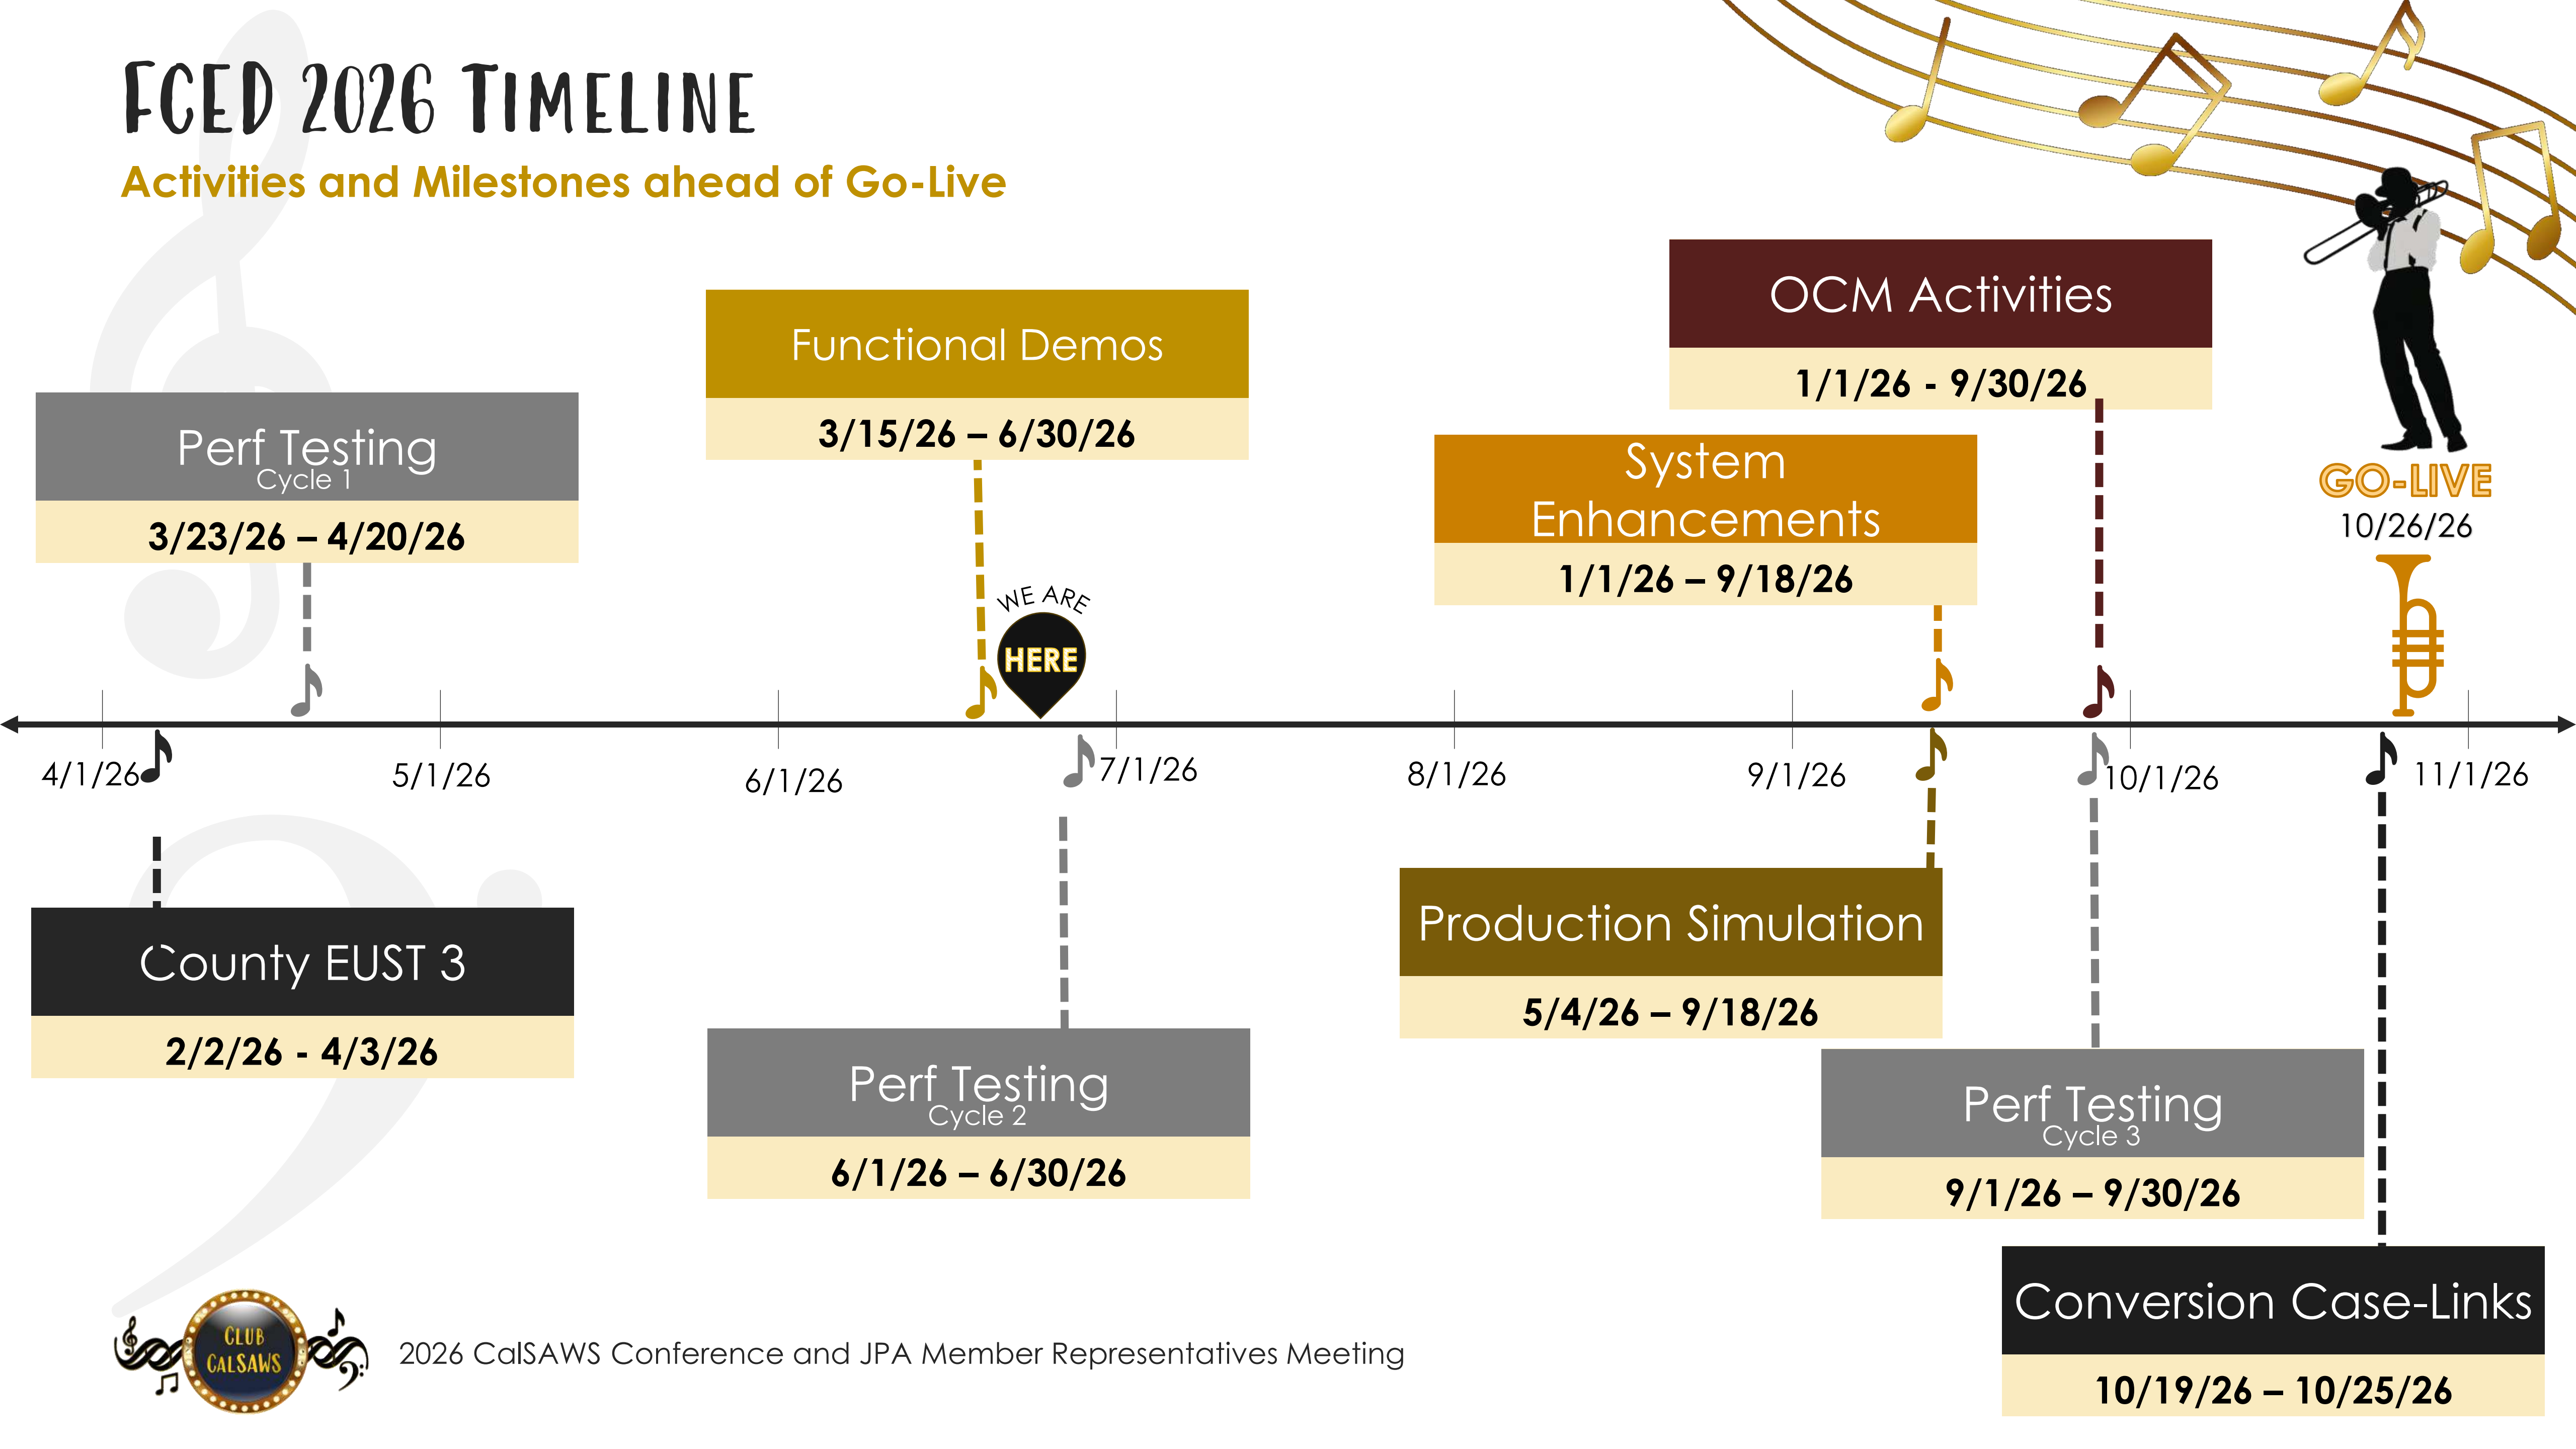 FCED 2026 TIMELINE
Activities and Milestones ahead of Go-Live
OCM Activities
1/1/26 - 9/30/26
Functional Demos
3/15/26 – 6/30/26
Perf Testing
Cycle 1
3/23/26 – 4/20/26
System
Enhancements
1/1/26 – 9/18/26
GO-LIVE
10/26/26
WE ARE
HERE
4/1/26
5/1/26
6/1/26
7/1/26
8/1/26
9/1/26
10/1/26
11/1/26
County EUST 3
2/2/26 - 4/3/26
Perf Testing
Cycle 2
6/1/26 – 6/30/26
Production Simulation
5/4/26 – 9/18/26
Perf Testing
Cycle 3
9/1/26 – 9/30/26
Conversion Case-Links
10/19/26 – 10/25/26
CLUB
CALSAWS
2026 CalSAWS Conference and JPA Member Representatives Meeting